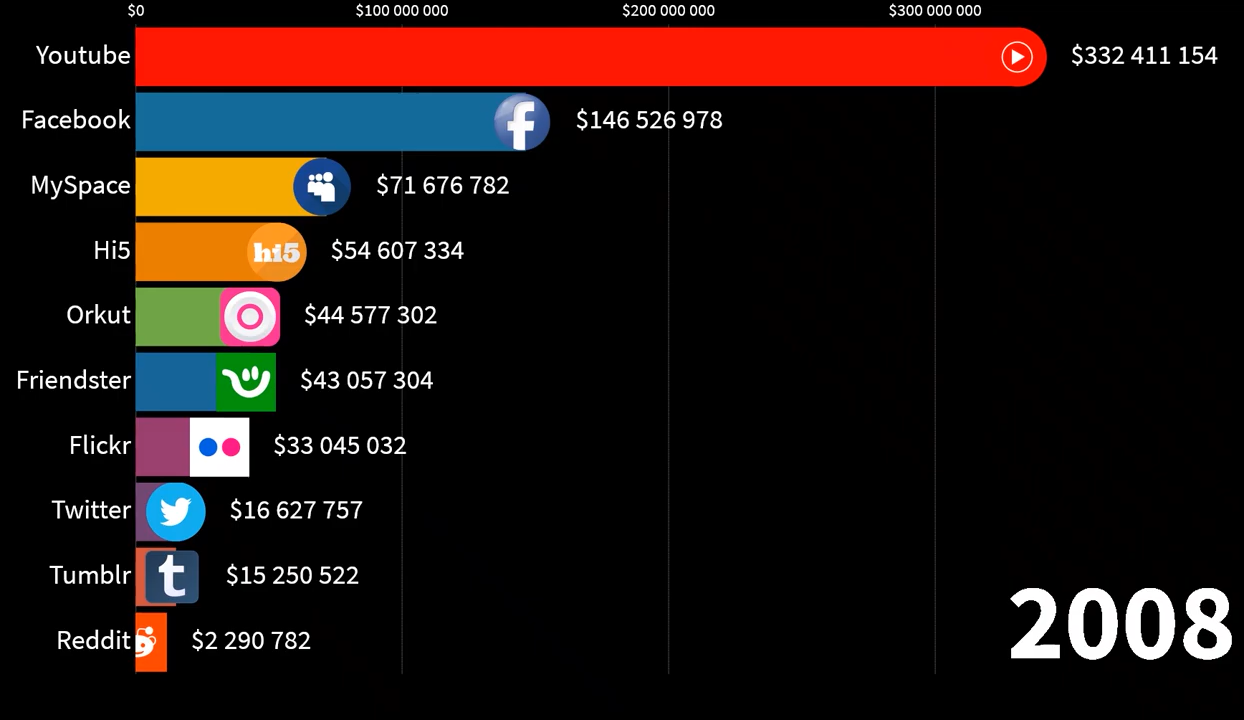 $0 $100 000 000 $200 000 000 $300 000 000
Youtube $332 411 154
Facebook f $146 526 978
MySpace $71 676 782
Hi5 hi5 $54 607 334
Orkut $44 577 302
Friendster $43 057 304
Flickr $33 045 032
Twitter $16 627 757
Tumblr t $15 250 522
Reddit $2 290 782
2008